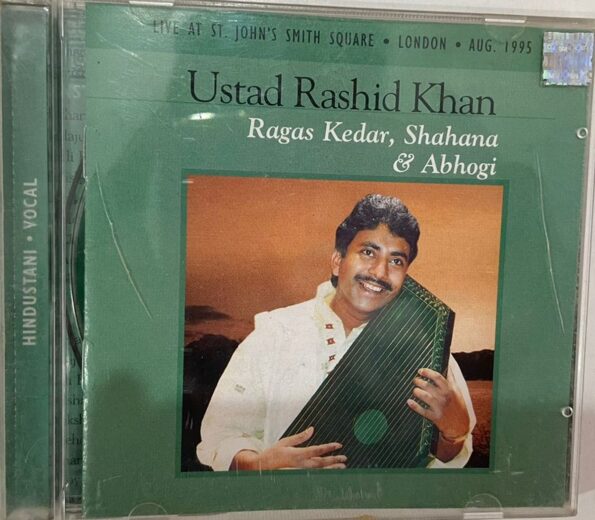 LIVE AT ST. JOHN'S SMITH SQUARE • LONDON • AUG. 1995
Ustad Rashid Khan
Ragas Kedar, Shahana
& Abhogi
HINDUSTANI • VOCAL